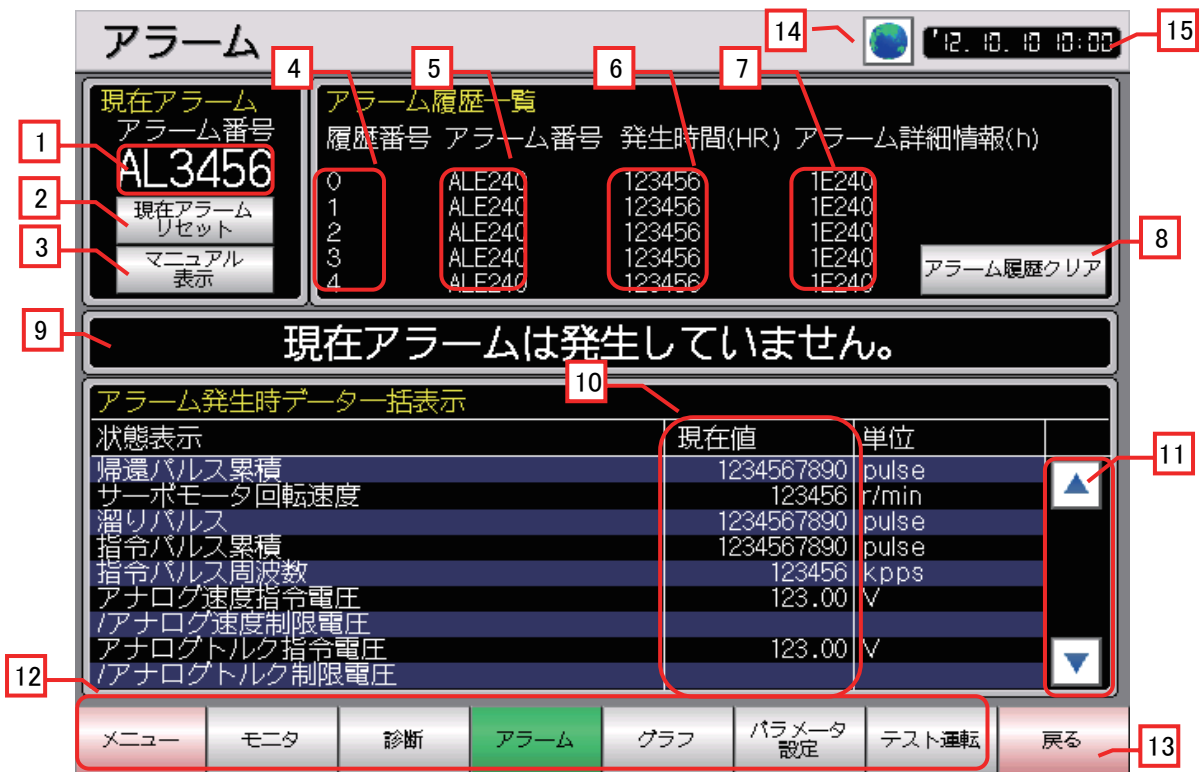 アラーム
14
'12. 10. 10 10:00
15
4
5
6
7
現在アラーム
アラーム番号
1
AL3456
2
現在アラーム
リセット
3
マニュアル
表示
アラーム履歴一覧
履歴番号 アラーム番号 発生時間(HR) アラーム詳細情報(h)
0 ALE240 123456 1E240
1 ALE240 123456 1E240
2 ALE240 123456 1E240
3 ALE240 123456 1E240
4 ALE240 123456 1E240
8
アラーム履歴クリア
9
現在アラームは発生していません。
10
アラーム発生時データ一括表示
状態表示 現在値 単位
11
帰還パルス累積 1234567890 pulse
サーボモータ回転速度 123456 r/min
溜りパルス 1234567890 pulse
指令パルス累積 1234567890 pulse
指令パルス周波数 123456 kpps
アナログ速度指令電圧 123.00 V
/アナログ速度制限電圧
アナログトルク指令電圧 123.00 V
/アナログトルク制限電圧
12
メニュー
モニタ
診断
アラーム
グラフ
パラメータ
設定
テスト運転
戻る
13